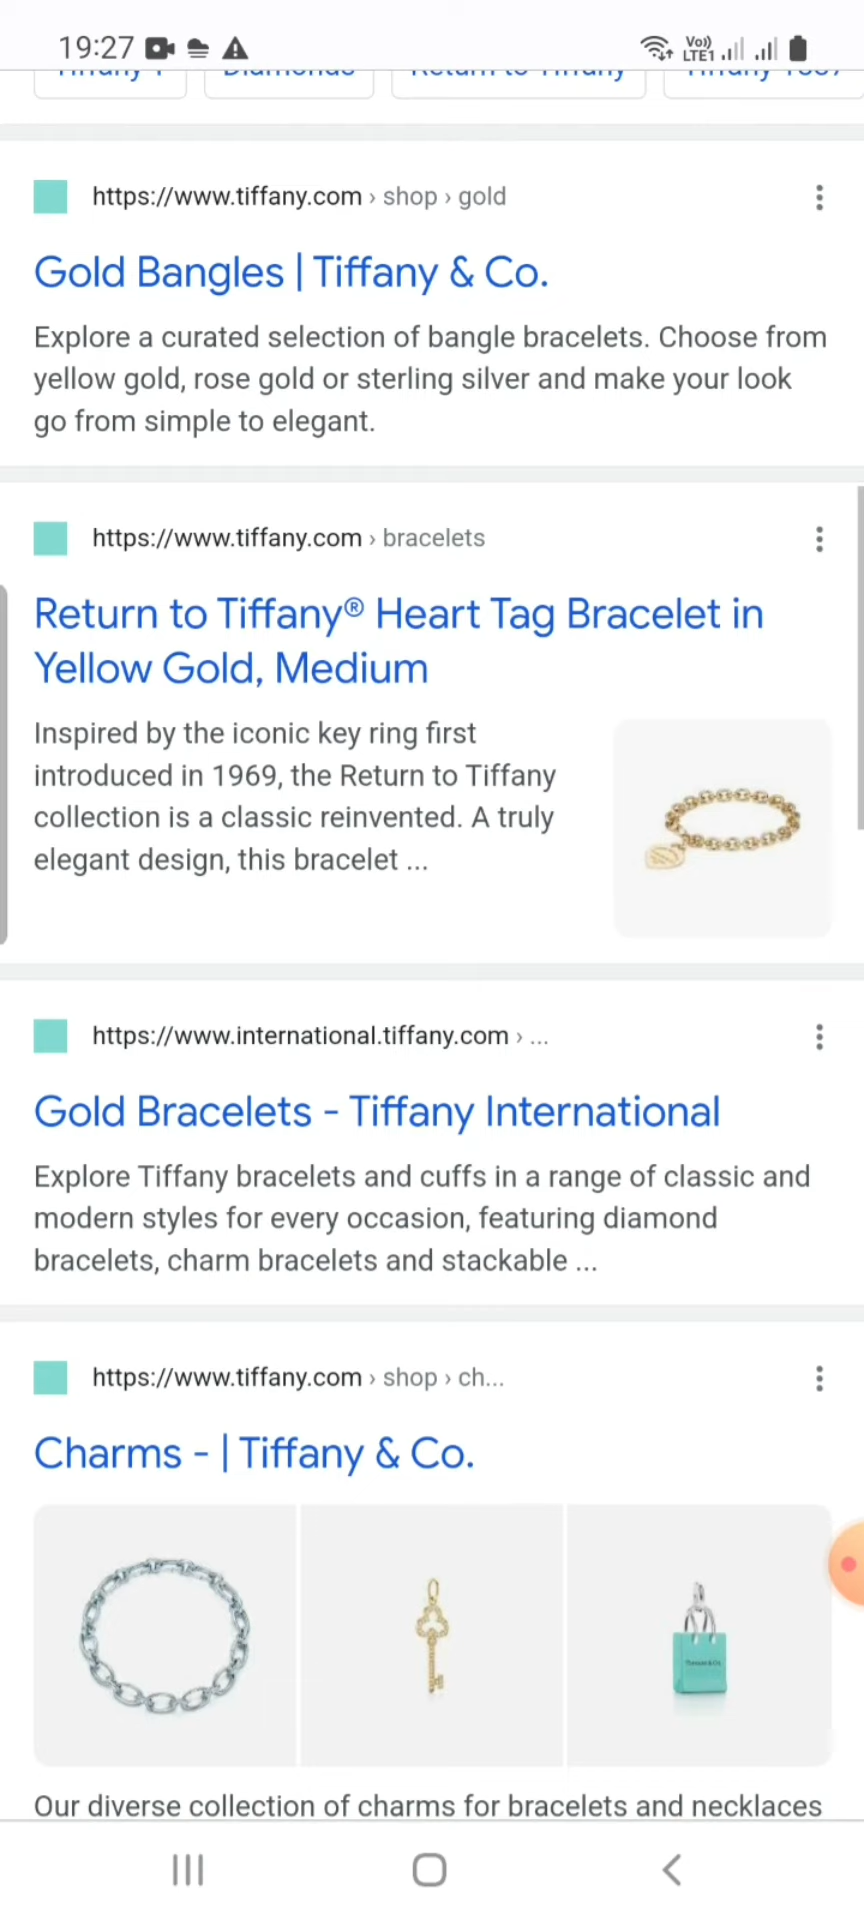 19:27 Vo)) LTE1
https://www.tiffany.com › shop › gold
Gold Bangles | Tiffany & Co.
Explore a curated selection of bangle bracelets. Choose from
yellow gold, rose gold or sterling silver and make your look
go from simple to elegant.
https://www.tiffany.com › bracelets
Return to Tiffany® Heart Tag Bracelet in
Yellow Gold, Medium
Inspired by the iconic key ring first
introduced in 1969, the Return to Tiffany
collection is a classic reinvented. A truly
elegant design, this bracelet ...
https://www.international.tiffany.com › ...
Gold Bracelets - Tiffany International
Explore Tiffany bracelets and cuffs in a range of classic and
modern styles for every occasion, featuring diamond
bracelets, charm bracelets and stackable ...
https://www.tiffany.com › shop › ch...
Charms - | Tiffany & Co.
Tiffany & Co.
Our diverse collection of charms for bracelets and necklaces